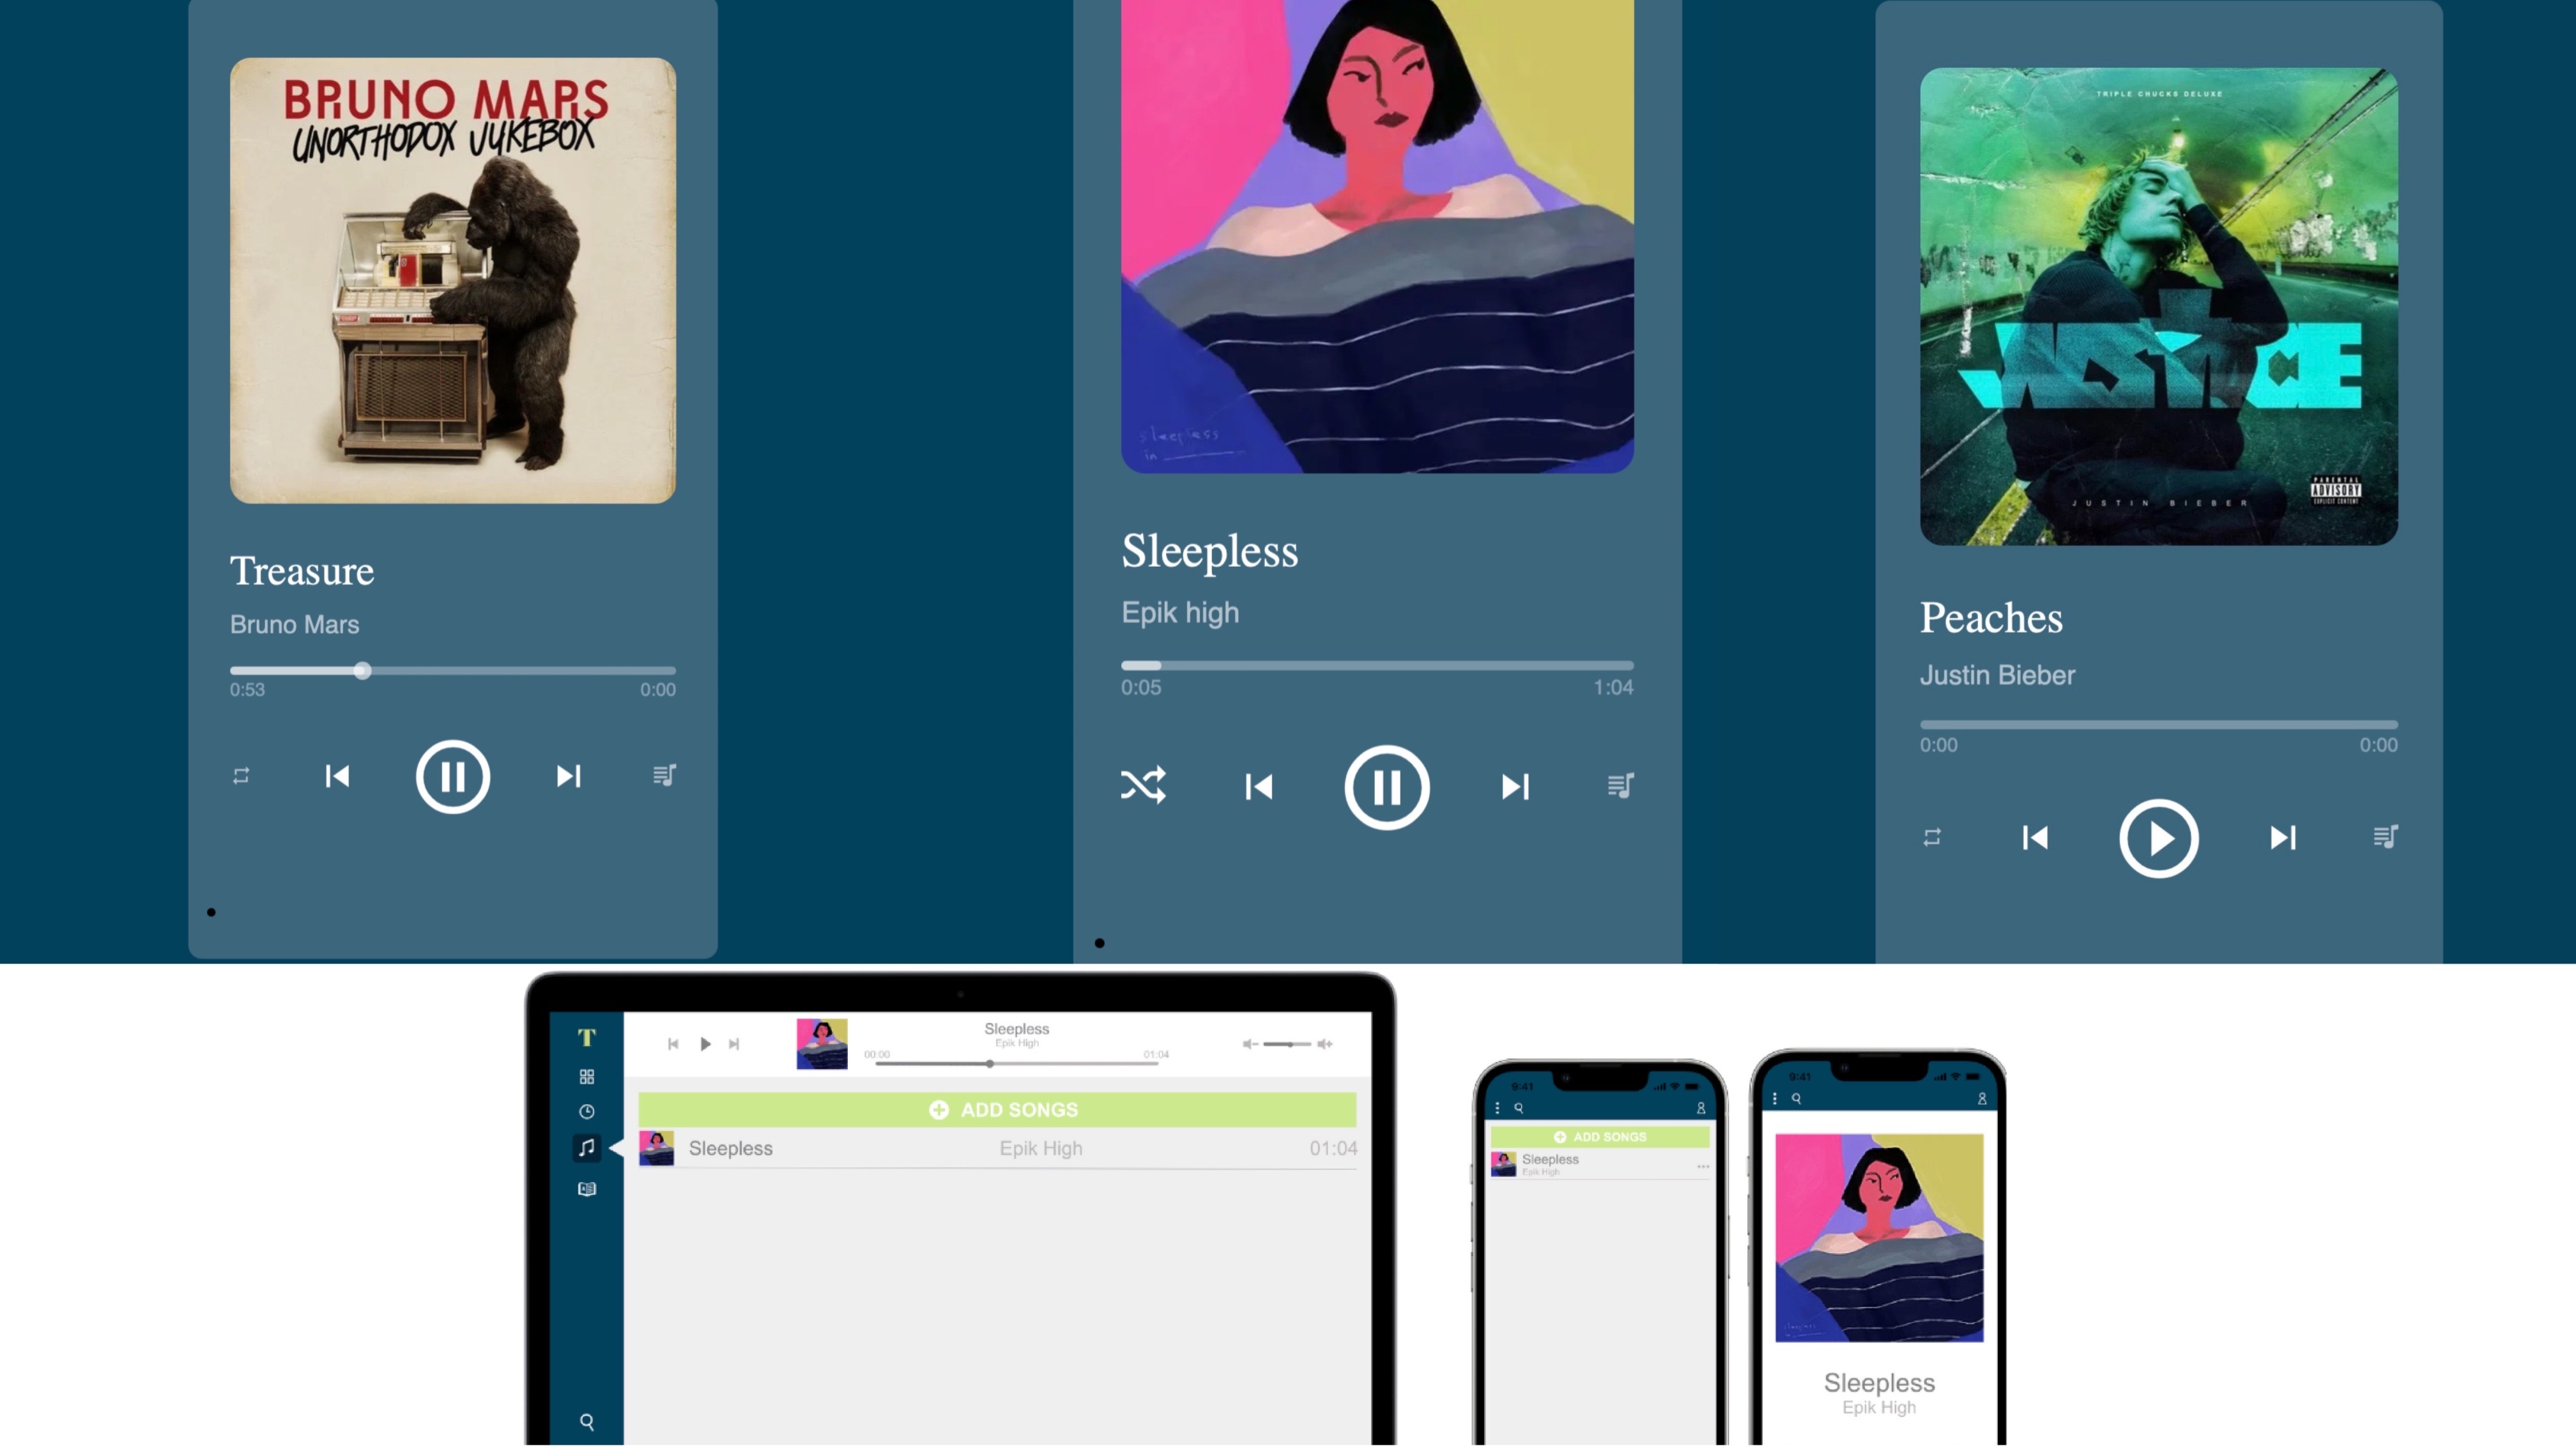 BRUNO MARS
UNORTHODOX JUKEBOX
Treasure
Bruno Mars
0:53 0:00
sleepless
in
Sleepless
Epik high
0:05 1:04
TRIPLE CHUCKS DELUXE
JUSTICE
PARENTAL
ADVISORY
EXPLICIT CONTENT
JUSTIN BIEBER
Peaches
Justin Bieber
0:00 0:00
T
Sleepless
Epik High
00:00 01:04
ADD SONGS
Sleepless Epik High 01:04
9:41
ADD SONGS
Sleepless
Epik High
9:41
Sleepless
Epik High